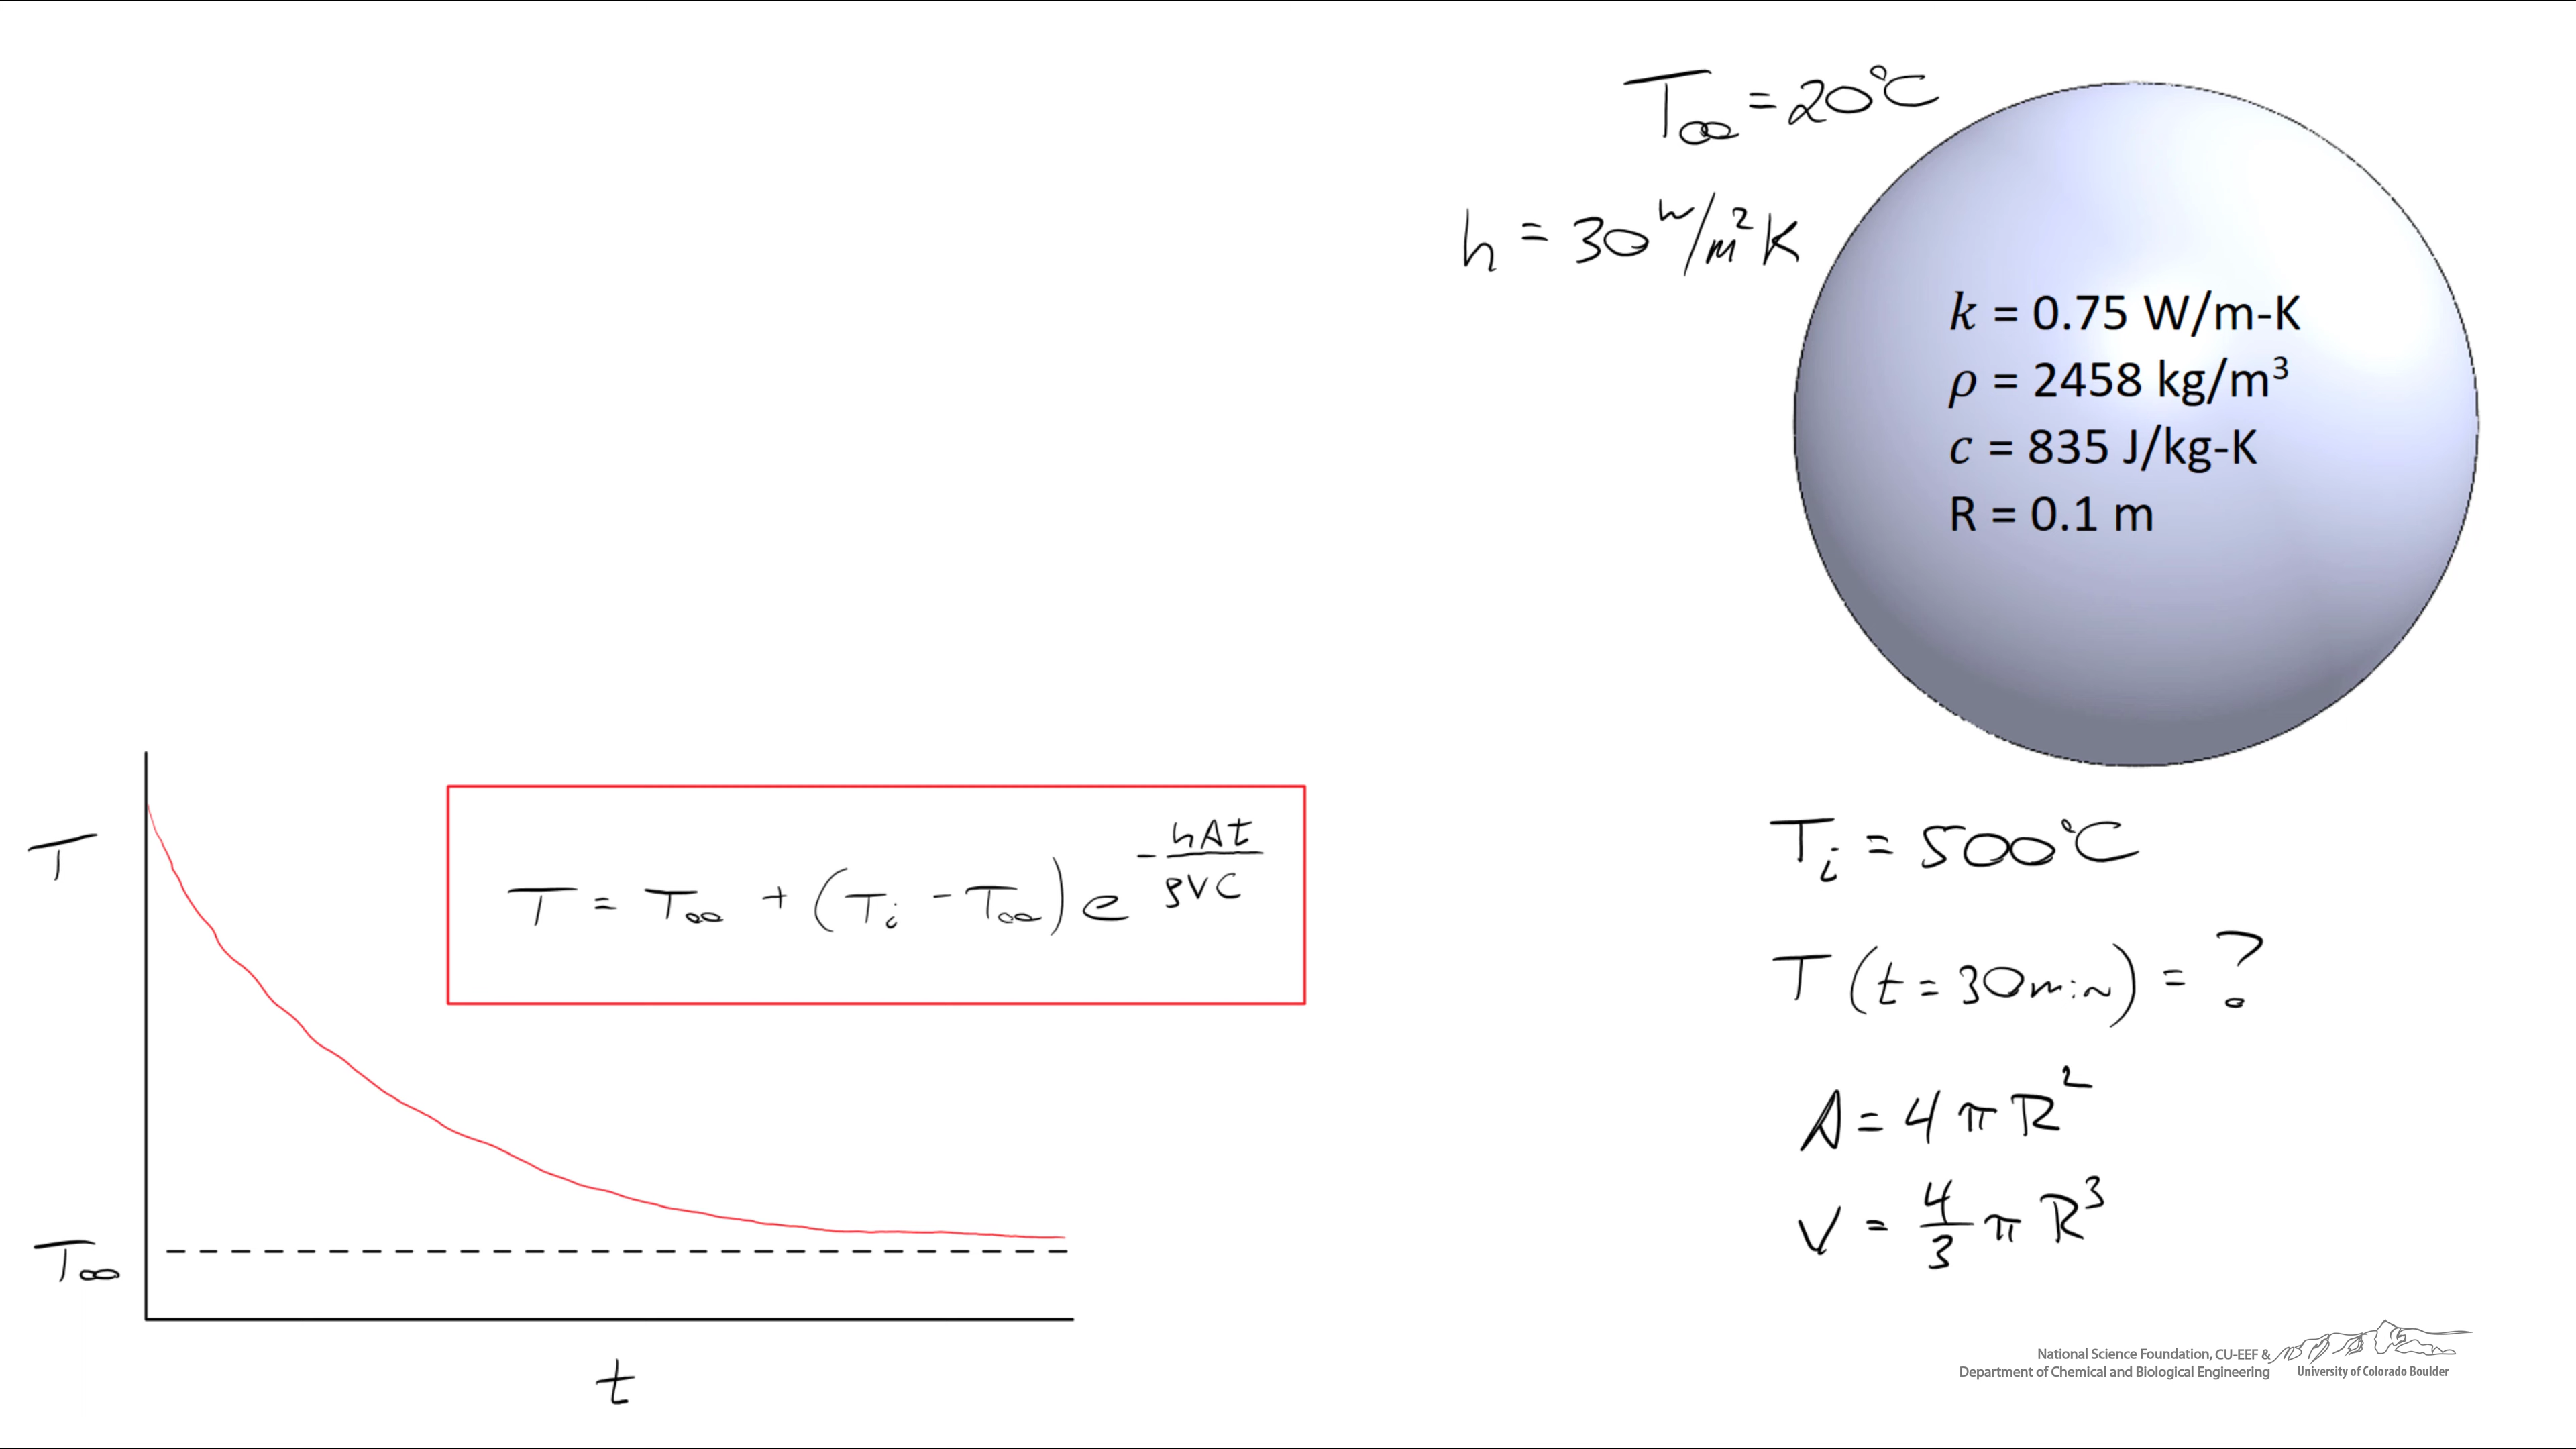 T∞ = 20°C
h = 30 W/m²K
k = 0.75 W/m-K
ρ = 2458 kg/m³
c = 835 J/kg-K
R = 0.1 m
T
T = T∞ + (Ti - T∞) e^(-hAt/ρVC)
T∞
t
Ti = 500°C
T (t = 30min) = ?
A = 4πR²
V = 4/3 πR³
National Science Foundation, CU-EEF &
Department of Chemical and Biological Engineering
University of Colorado Boulder